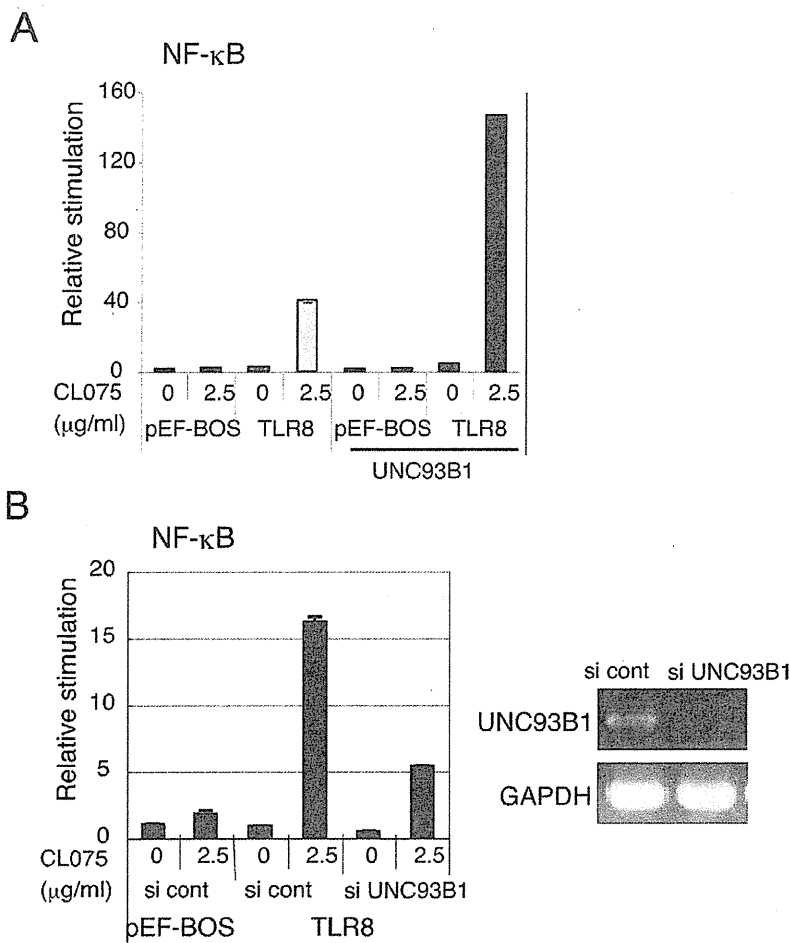 A
NF-κB
Relative stimulation
160
120
80
40
0
CL075 0 2.5 0 2.5 0 2.5 0 2.5
(μg/ml) pEF-BOS TLR8 pEF-BOS TLR8
UNC93B1
B
NF-κB
Relative stimulation
20
15
10
5
0
CL075 0 2.5 0 2.5 0 2.5
(μg/ml) si cont si cont si UNC93B1
pEF-BOS TLR8
si cont si UNC93B1
UNC93B1
GAPDH